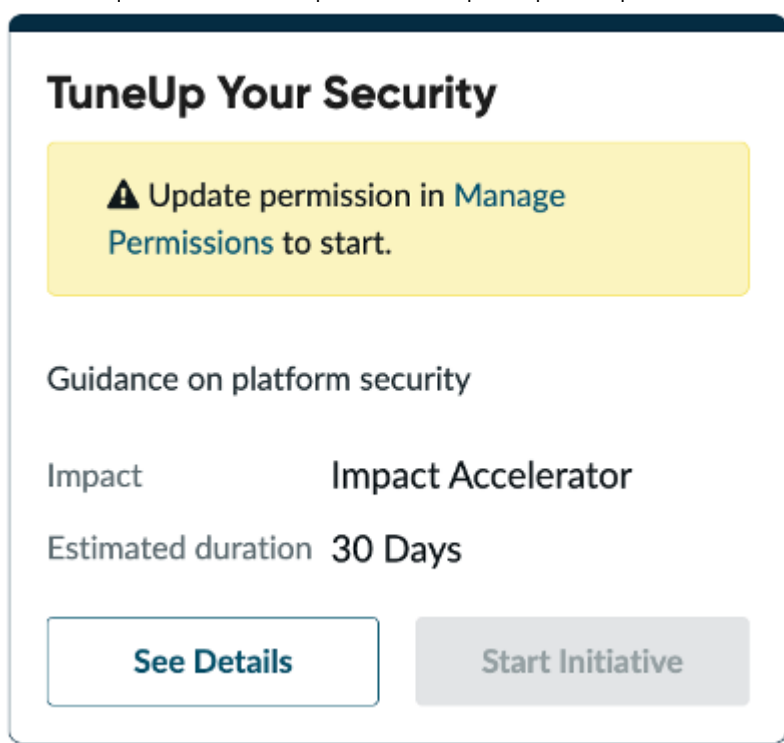 TuneUp Your Security
Update permission in Manage
Permissions to start.
Guidance on platform security
Impact Impact Accelerator
Estimated duration 30 Days
See Details Start Initiative